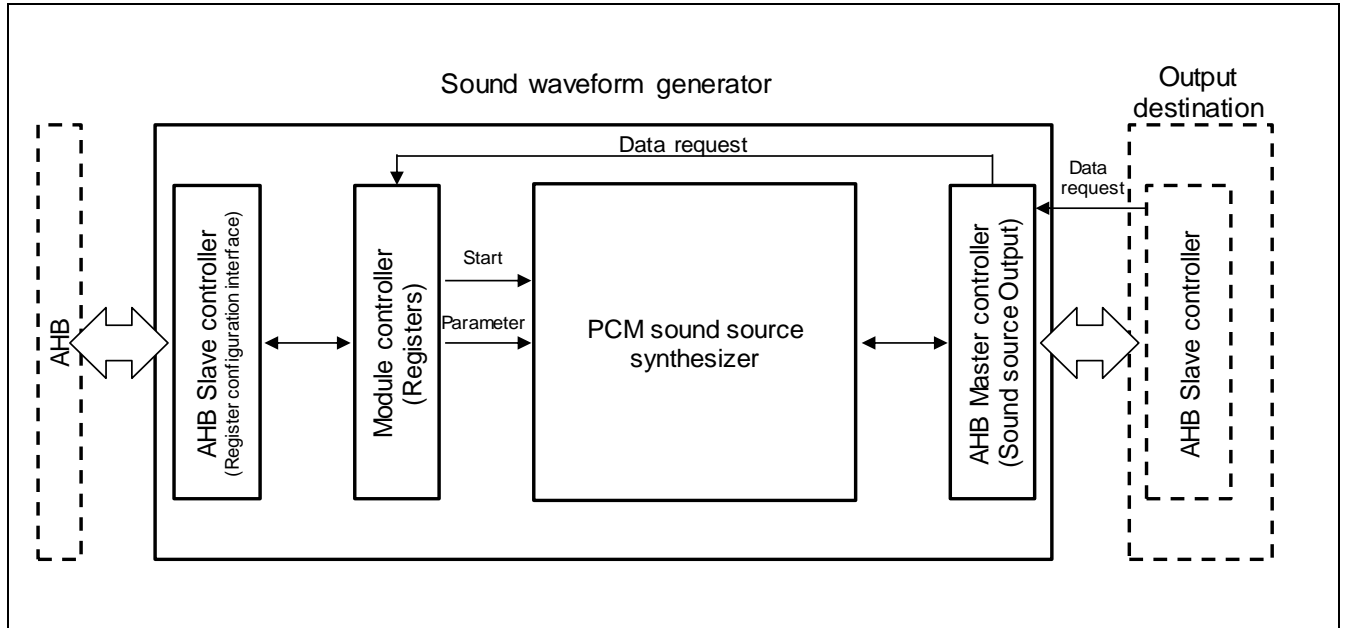 Sound waveform generator
Output
destination
Data request
Data
request
AHB
AHB Slave controller
(Register configuration interface)
Module controller
(Registers)
Start
Parameter
PCM sound source
synthesizer
AHB Master controller
(Sound source Output)
AHB Slave controller